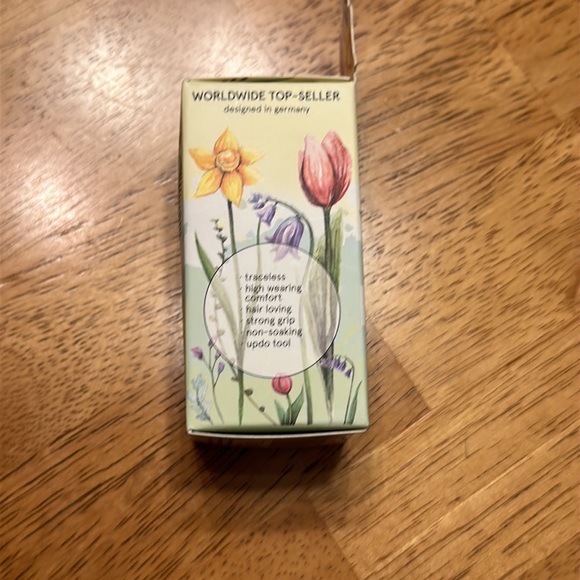 WORLDWIDE TOP-SELLER
designed in germany
· traceless
· high wearing
comfort
· hair loving
· strong grip
· non-soaking
· updo tool